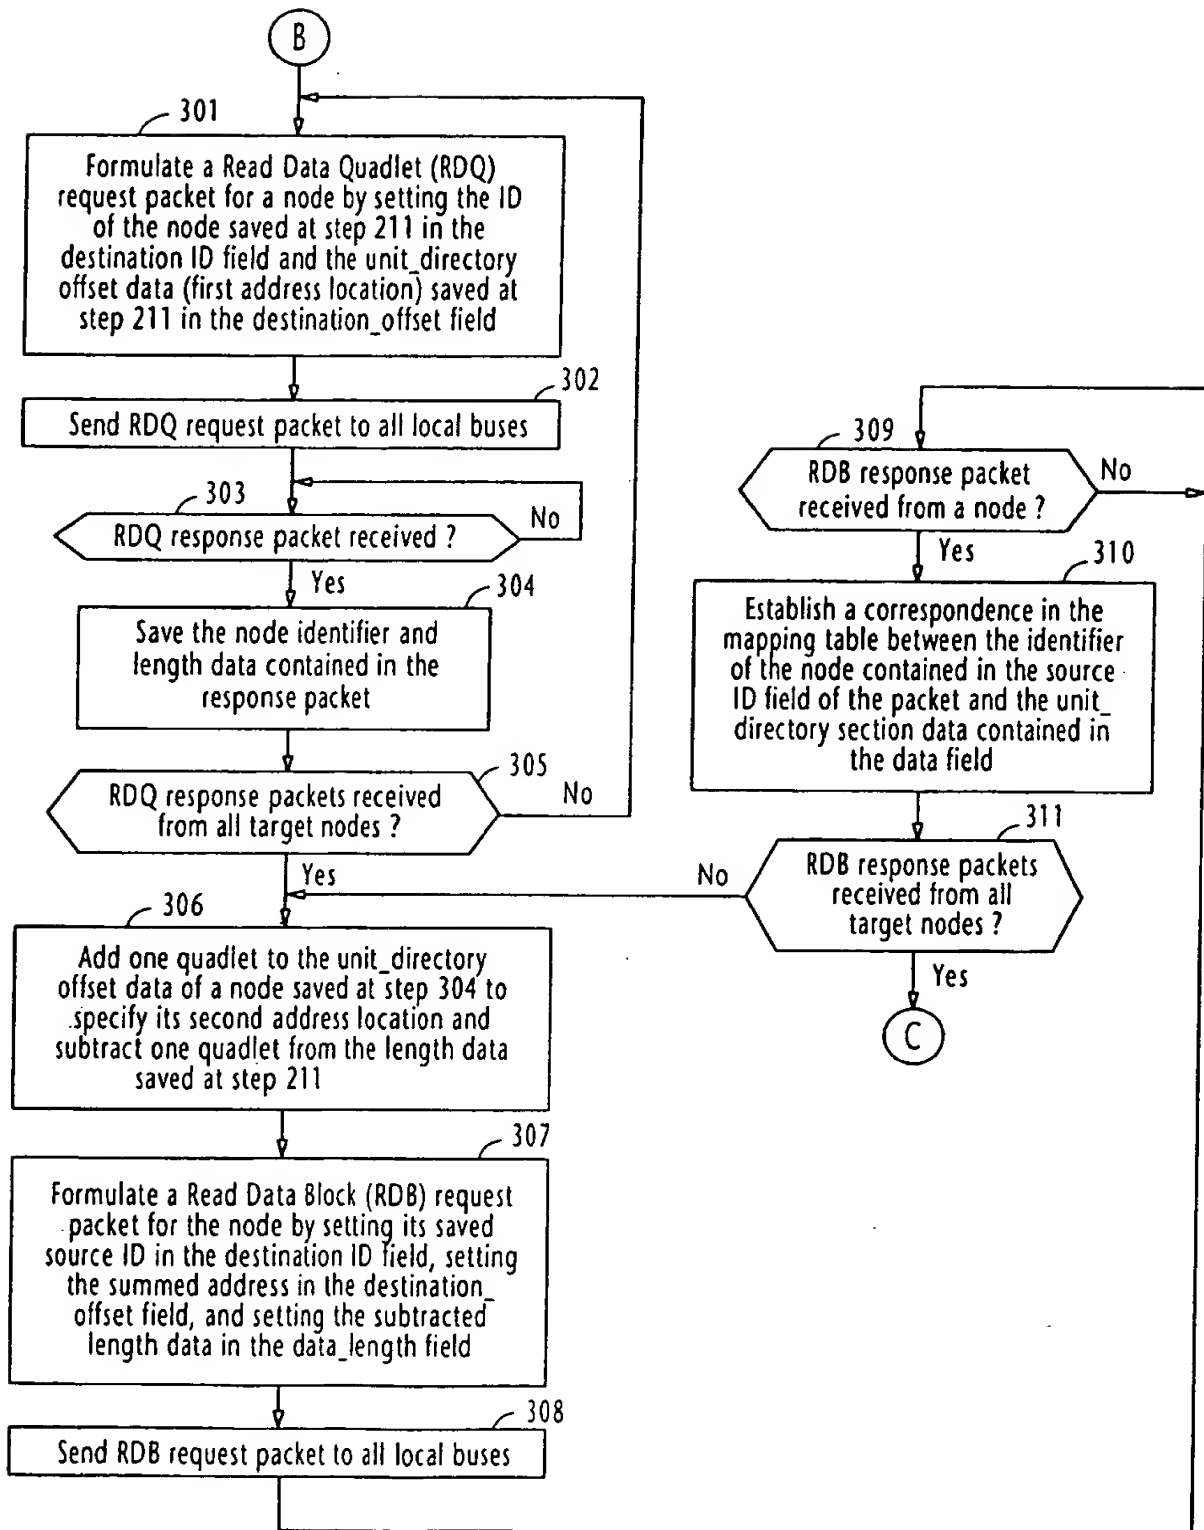 B
301
Formulate a Read Data Quadlet (RDQ)
request packet for a node by setting the ID
of the node saved at step 211 in the
destination ID field and the unit_directory
offset data (first address location) saved at
step 211 in the destination_offset field
302
Send RDQ request packet to all local buses
303
RDQ response packet received ?
No
Yes
304
Save the node identifier and
length data contained in the
response packet
305
RDQ response packets received
from all target nodes ?
No
Yes
306
Add one quadlet to the unit_directory
offset data of a node saved at step 304 to
specify its second address location and
subtract one quadlet from the length data
saved at step 211
307
Formulate a Read Data Block (RDB) request
packet for the node by setting its saved
source ID in the destination ID field, setting
the summed address in the destination_
offset field, and setting the subtracted
length data in the data_length field
308
Send RDB request packet to all local buses
309
RDB response packet
received from a node ?
No
Yes
310
Establish a correspondence in the
mapping table between the identifier
of the node contained in the source
ID field of the packet and the unit_
directory section data contained in
the data field
311
RDB response packets
received from all
target nodes ?
No
Yes
C